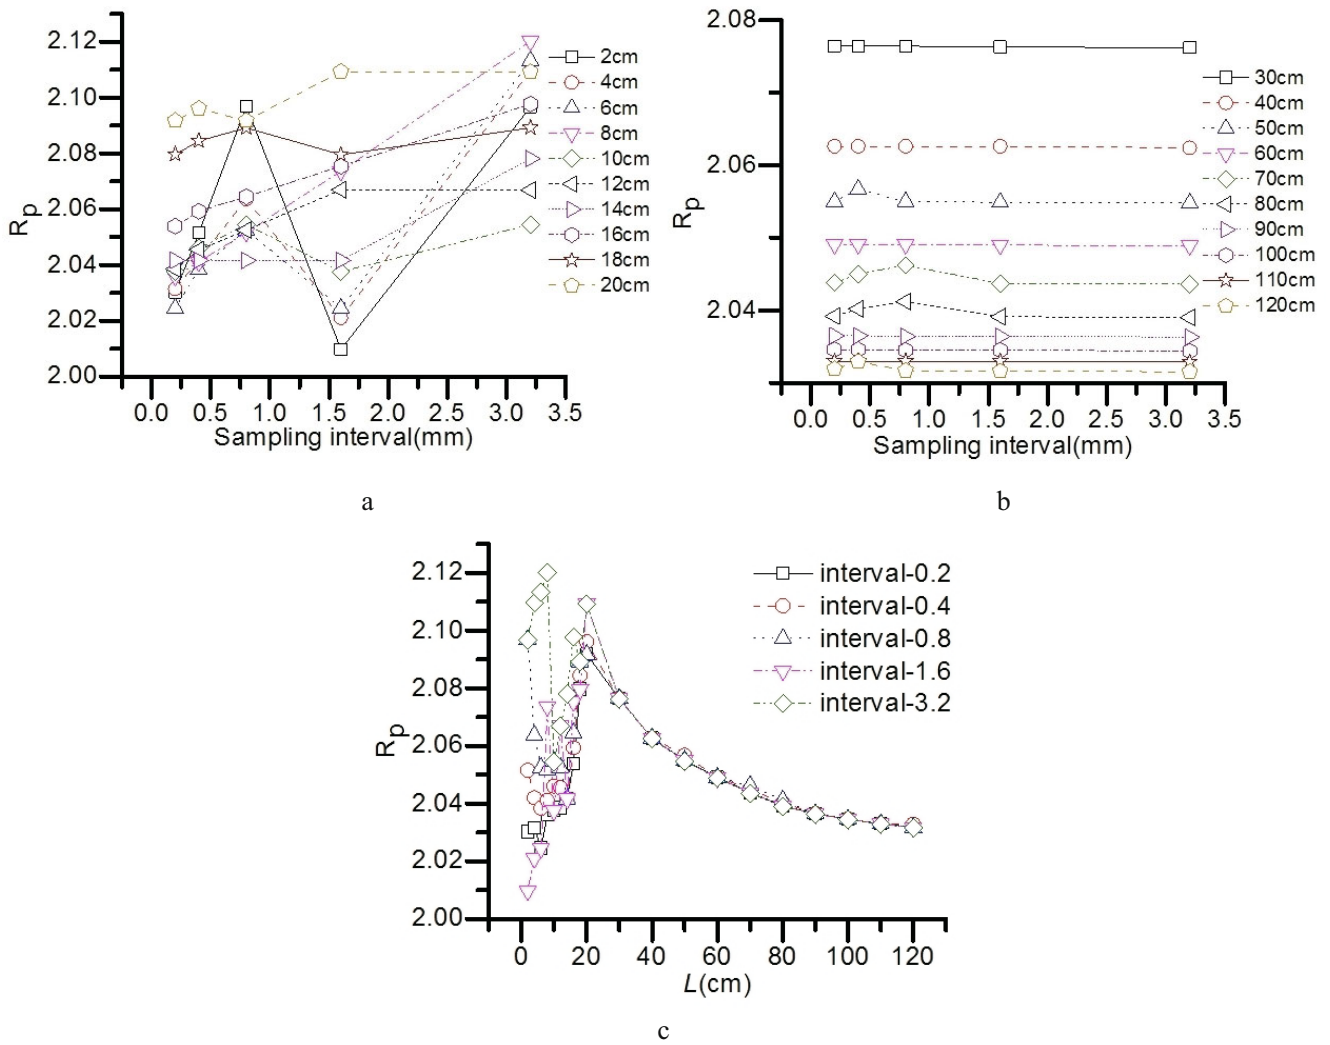 2.12
2.10
2.08
2.06
2.04
2.02
2.00
Rp
0.0 0.5 1.0 1.5 2.0 2.5 3.0 3.5
Sampling interval(mm)
2cm
4cm
6cm
8cm
10cm
12cm
14cm
16cm
18cm
20cm
a
2.08
2.06
2.04
Rp
0.0 0.5 1.0 1.5 2.0 2.5 3.0 3.5
Sampling interval(mm)
30cm
40cm
50cm
60cm
70cm
80cm
90cm
100cm
110cm
120cm
b
2.12
2.10
2.08
2.06
2.04
2.02
2.00
Rp
0 20 40 60 80 100 120
L(cm)
interval-0.2
interval-0.4
interval-0.8
interval-1.6
interval-3.2
c